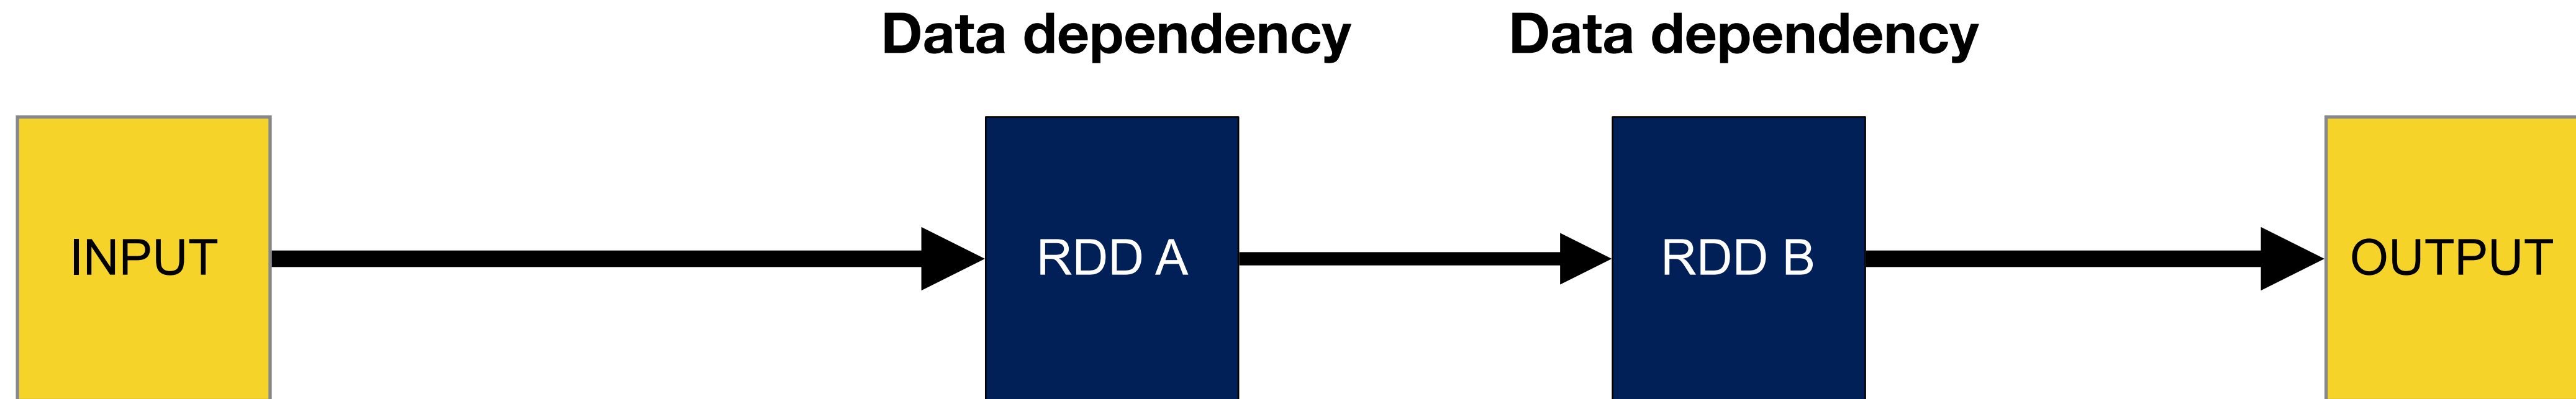 Data dependency Data dependency
INPUT RDD A RDD B OUTPUT